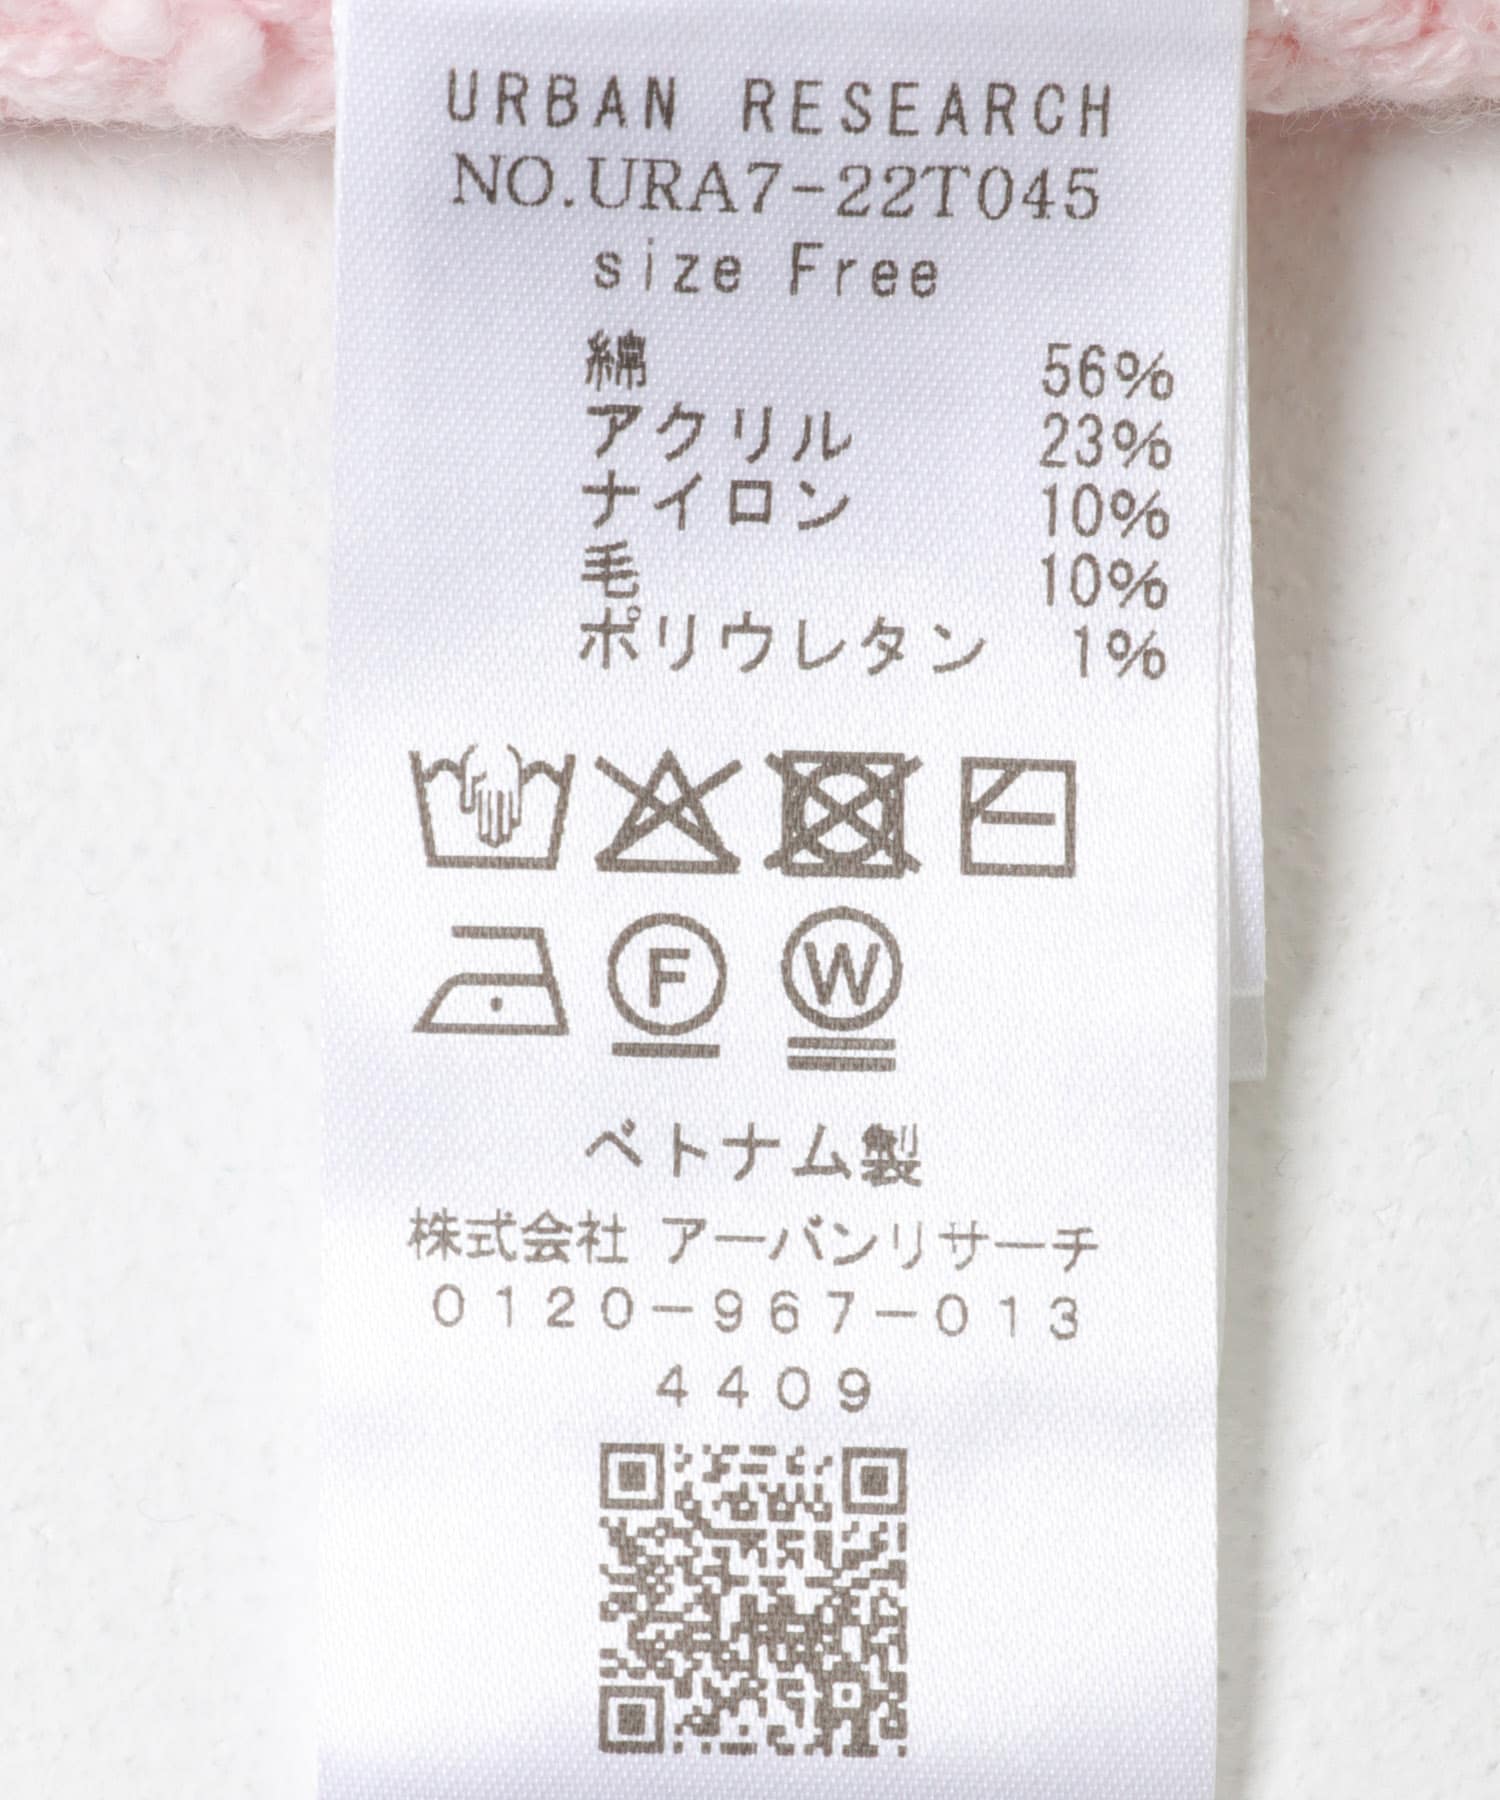 URBAN RESEARCH
NO.URA7-22T045
size Free
綿 56%
アクリル 23%
ナイロン 10%
毛 10%
ポリウレタン 1%
F W
ベトナム製
株式会社 アーバンリサーチ
0120-967-013
4409